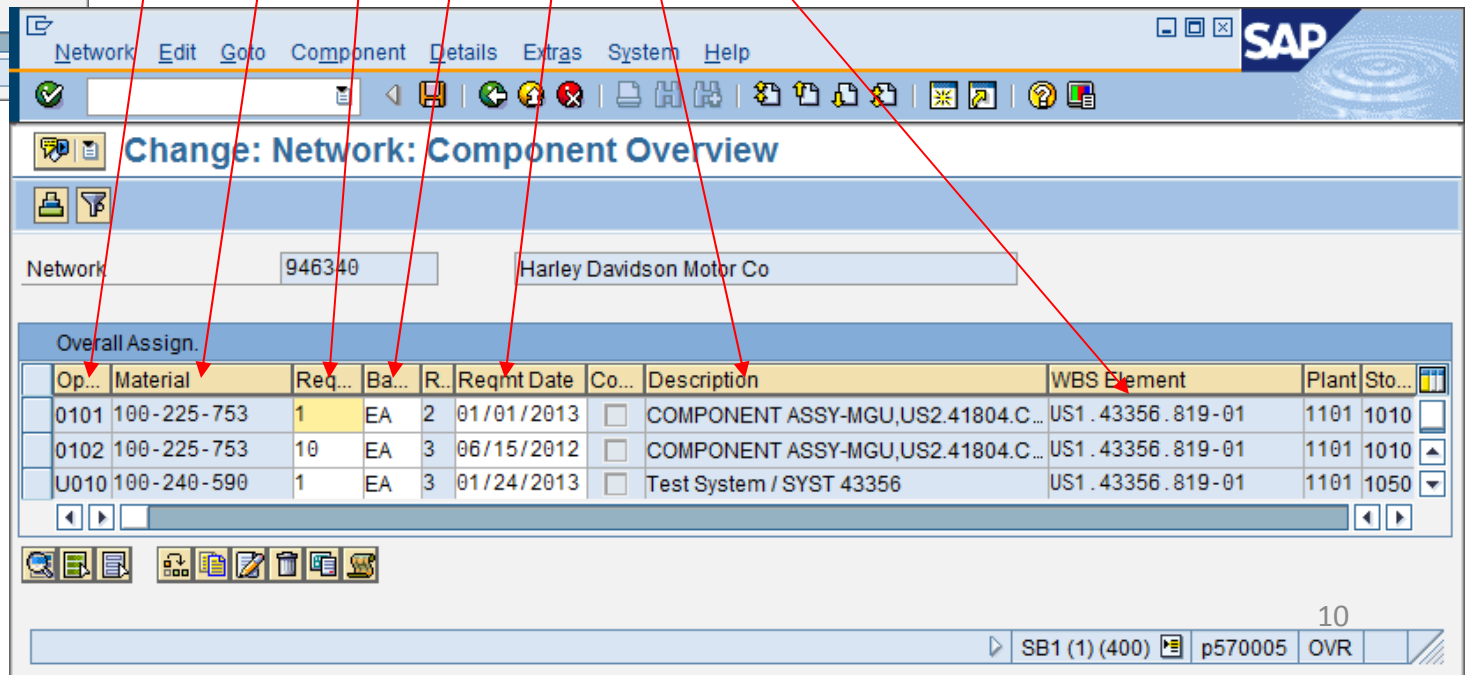 Network Edit Goto Component Details Extras System Help
SAP
Change: Network: Component Overview
Network 946340 Harley Davidson Motor Co
Overall Assign.
Op... Material Req... Ba... R.. Reqmt Date Co... Description WBS Element Plant Sto...
0101 100-225-753 1 EA 2 01/01/2013 COMPONENT ASSY-MGU,US2.41804.C... US1.43356.819-01 1101 1010
0102 100-225-753 10 EA 3 06/15/2012 COMPONENT ASSY-MGU,US2.41804.C... US1.43356.819-01 1101 1010
U010 100-240-590 1 EA 3 01/24/2013 Test System / SYST 43356 US1.43356.819-01 1101 1050
10
SB1 (1) (400) p570005 OVR